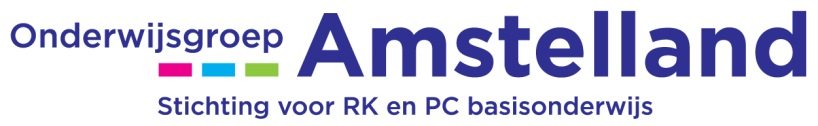 Onderwijsgroep Amstelland
Stichting voor RK en PC basisonderwijs